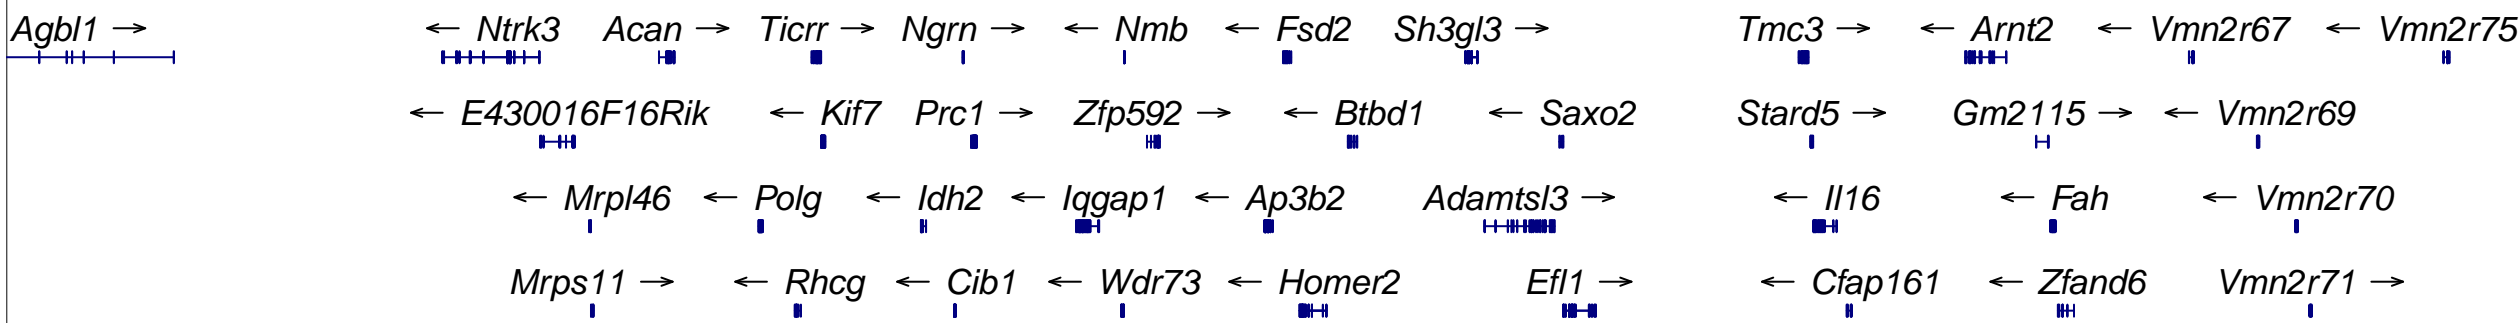 Agbl1 → ← Ntrk3 Acan → Ticrr → Ngrn → ← Nmb ← Fsd2 Sh3gl3 → Tmc3 → ← Arnt2 ← Vmn2r67 ← Vmn2r75
← E430016F16Rik ← Kif7 Prc1 → Zfp592 → ← Btbd1 ← Saxo2 Stard5 → Gm2115 → ← Vmn2r69
← Mrpl46 ← Polg ← Idh2 ← Iqgap1 ← Ap3b2 Adamtsl3 → ← Il16 ← Fah ← Vmn2r70
Mrps11 → ← Rhcg ← Cib1 ← Wdr73 ← Homer2 Efl1 → ← Cfap161 ← Zfand6 Vmn2r71 →